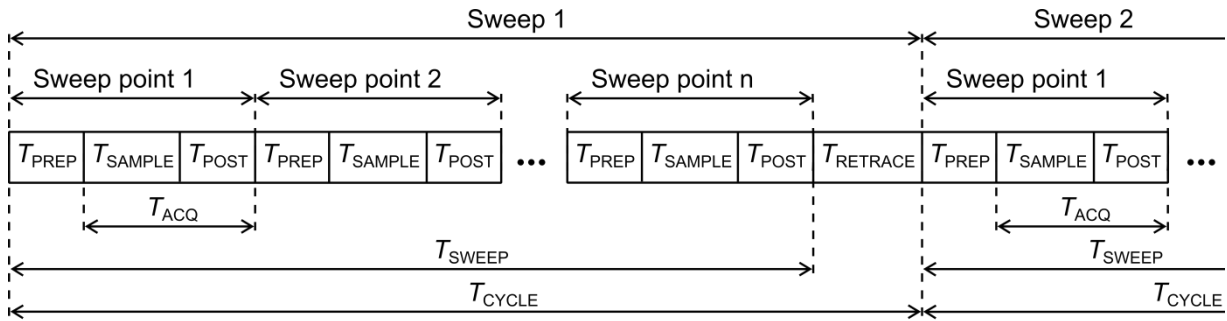 Sweep 1 Sweep 2
Sweep point 1 Sweep point 2 Sweep point n Sweep point 1
TPREP TSAMPLE TPOST TPREP TSAMPLE TPOST ••• TPREP TSAMPLE TPOST TRETRACE TPREP TSAMPLE TPOST •••
TACQ TACQ
TSWEEP TSWEEP
TCYCLE TCYCLE